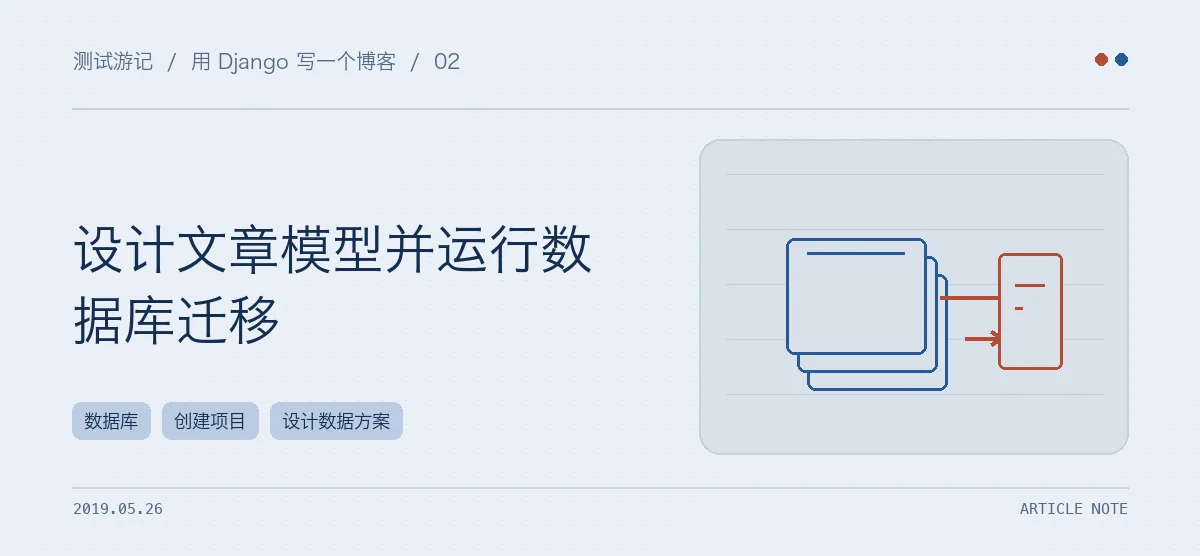 测试游记 / 用 Django 写一个博客 / 02
设计文章模型并运行数
据库迁移
数据库 创建项目 设计数据方案
2019.05.26
ARTICLE NOTE